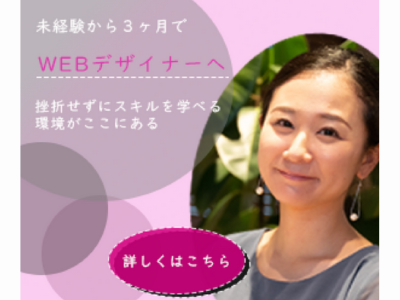 未経験から３ヶ月で
WEBデザイナーへ
挫折せずにスキルを学べる
環境がここにある
詳しくはこちら